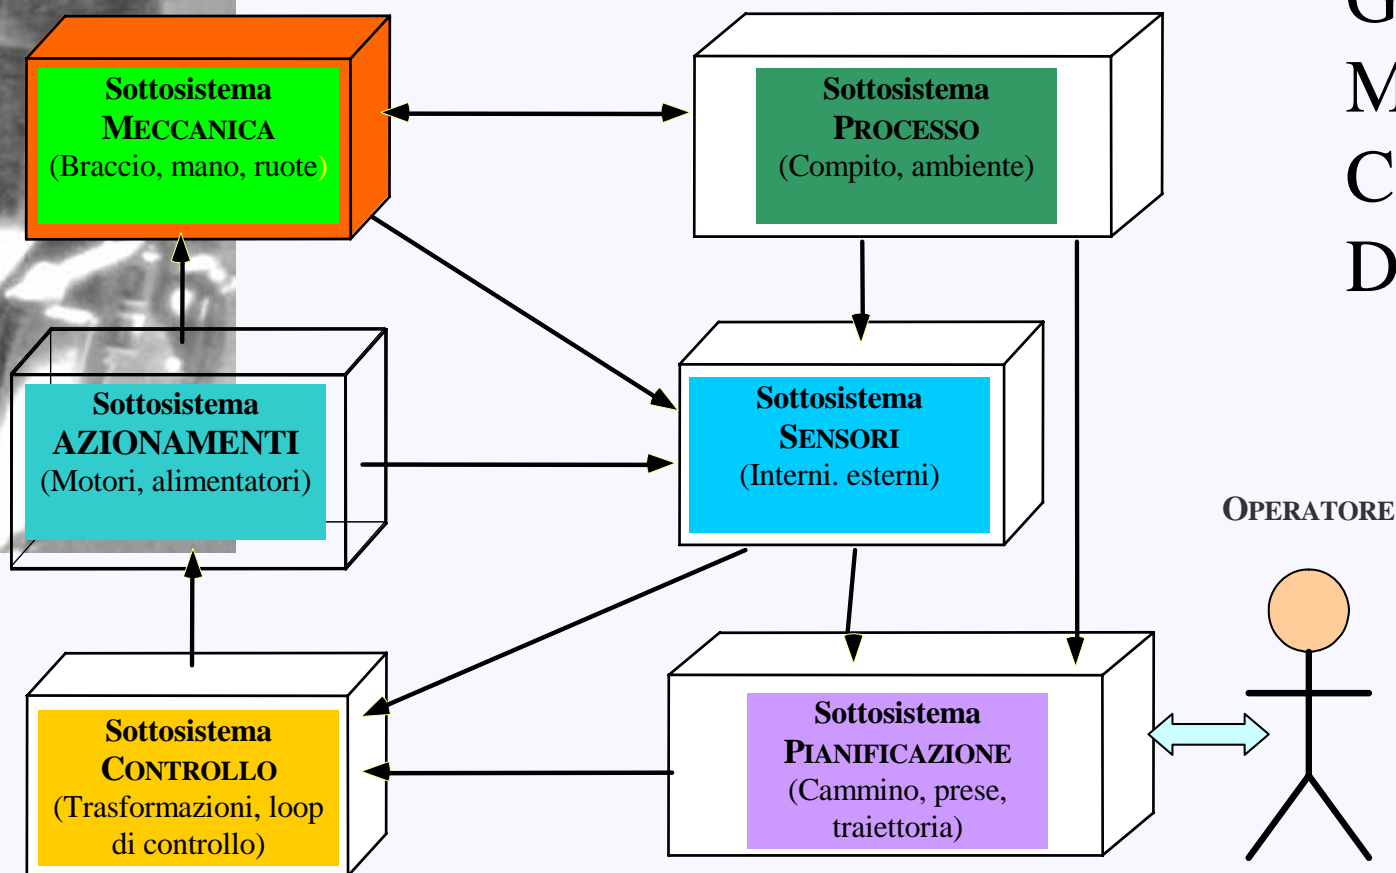 Sottosistema
MECCANICA
(Braccio, mano, ruote)
Sottosistema
PROCESSO
(Compito, ambiente)
G
M
C
D
Sottosistema
AZIONAMENTI
(Motori, alimentatori)
Sottosistema
SENSORI
(Interni. esterni)
OPERATORE
Sottosistema
CONTROLLO
(Trasformazioni, loop
di controllo)
Sottosistema
PIANIFICAZIONE
(Cammino, prese,
traiettoria)